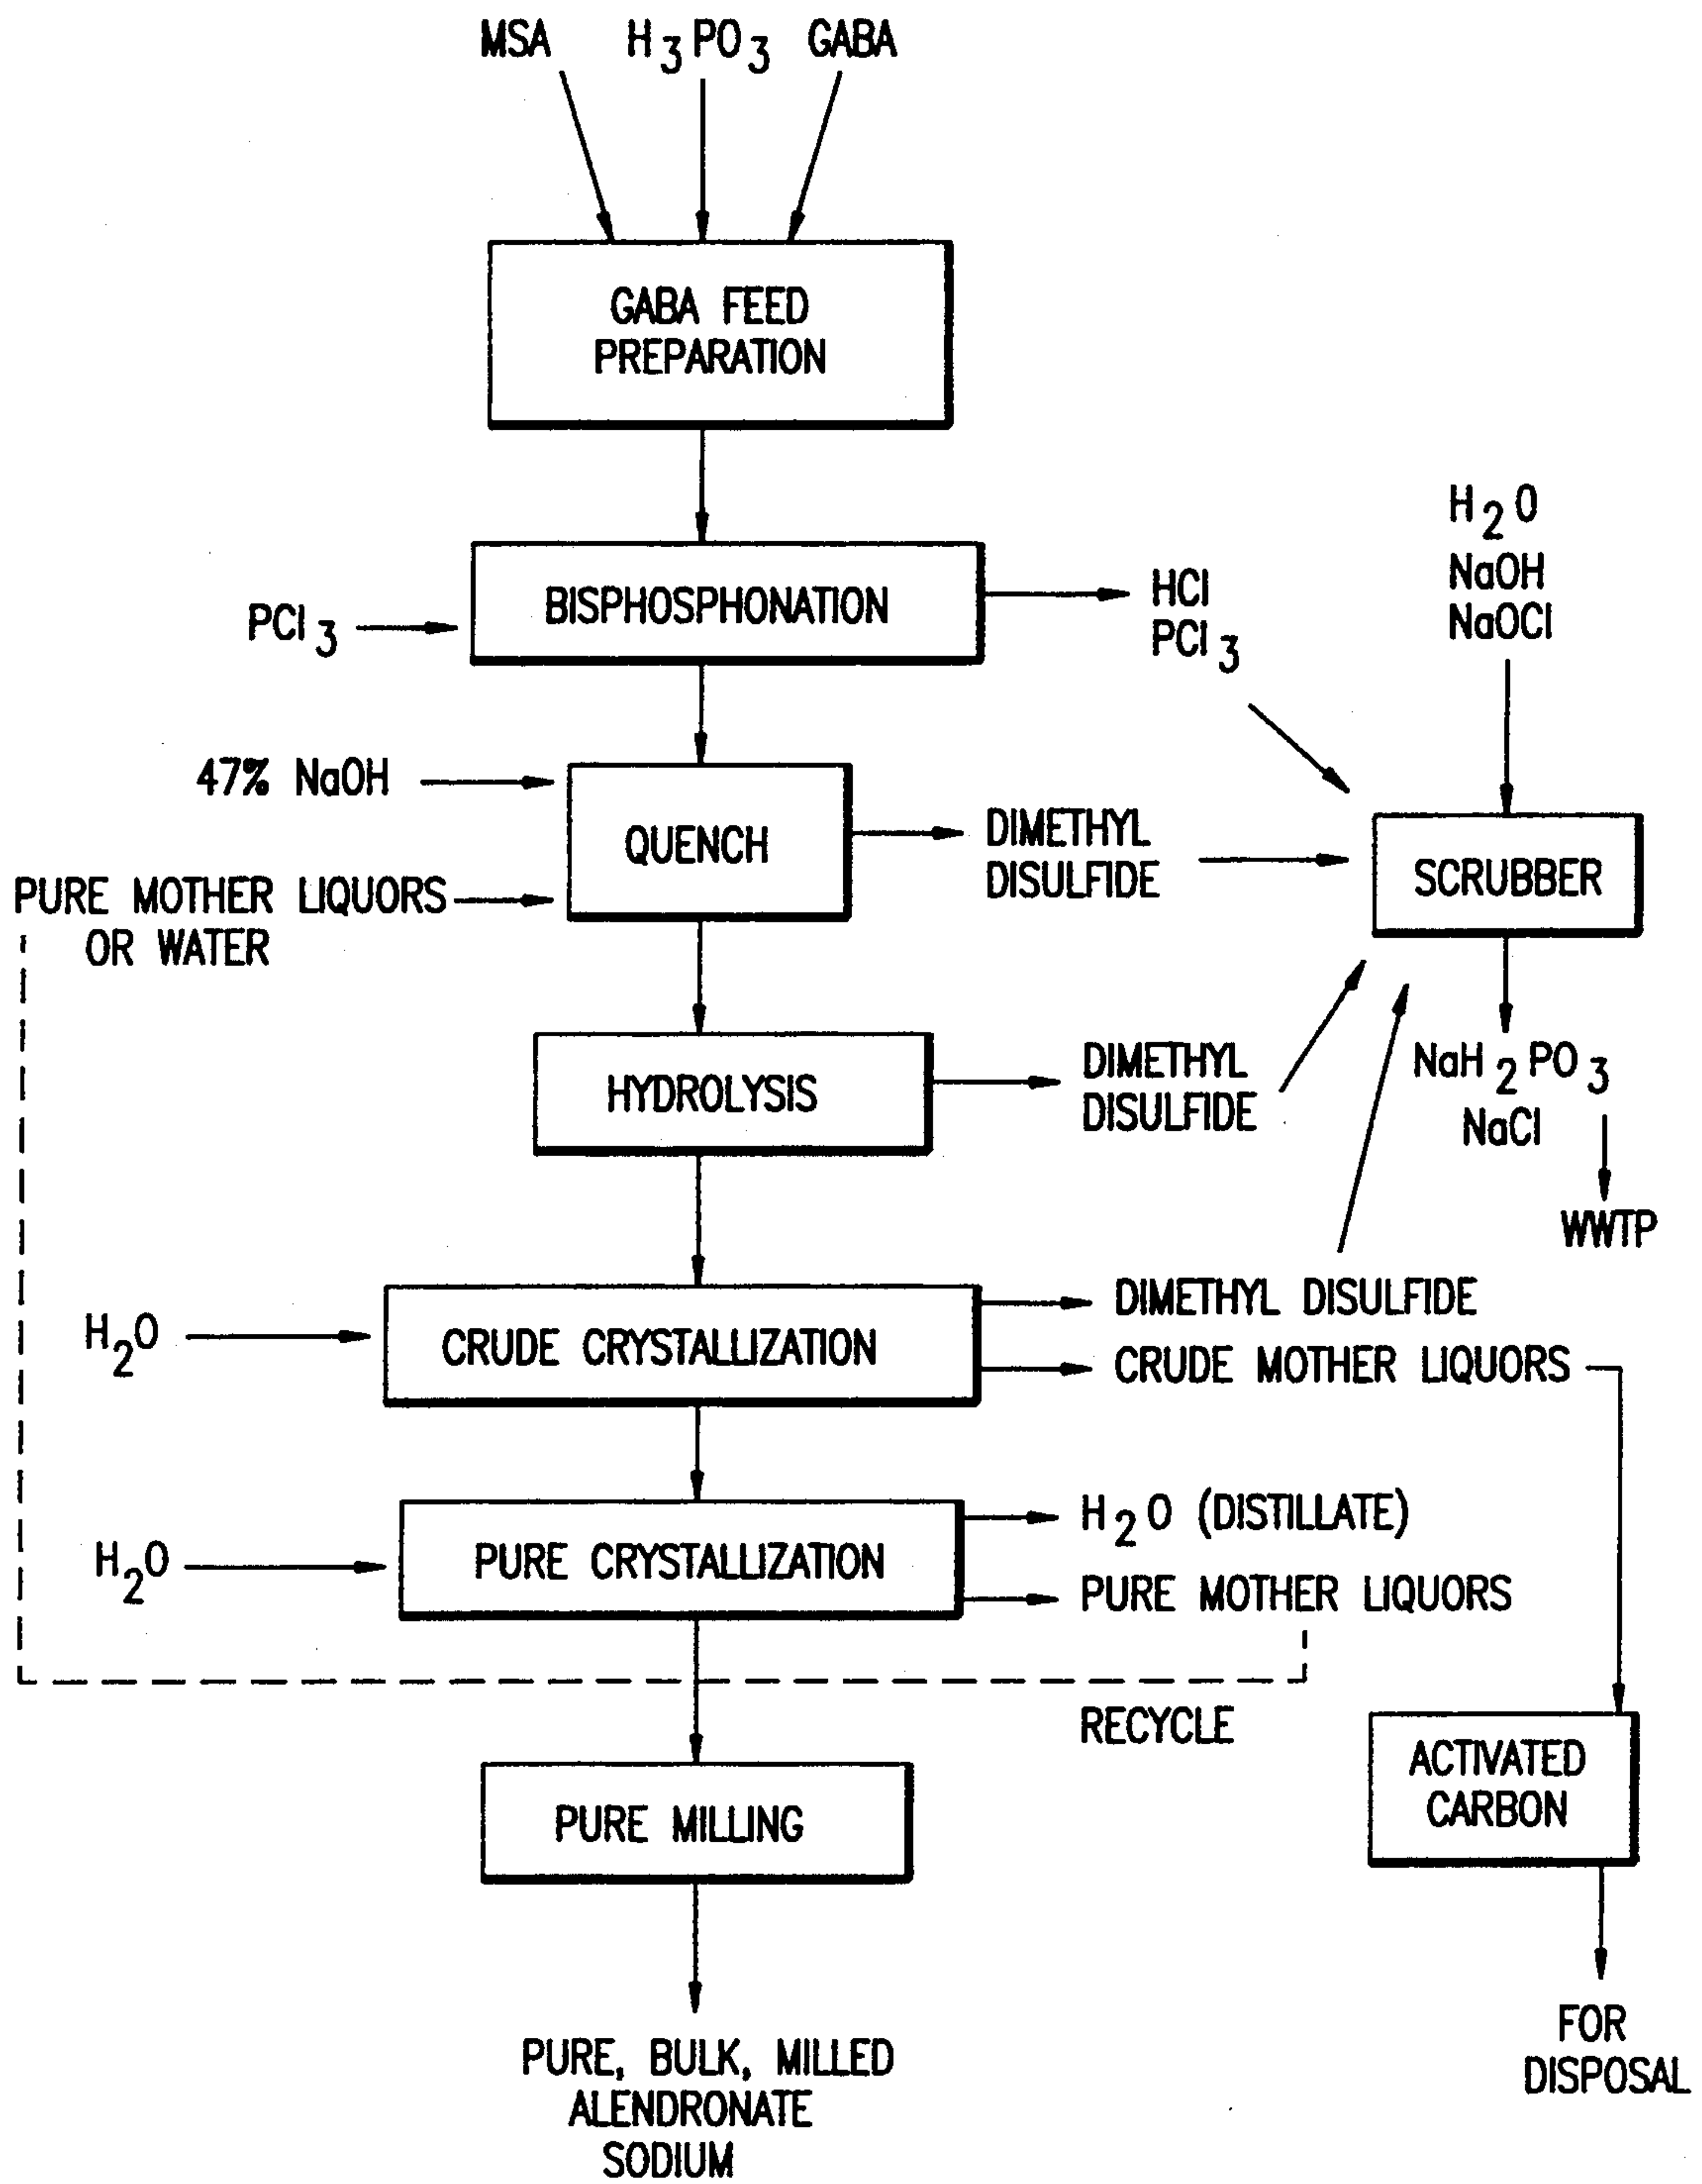 MSA H3PO3 GABA
GABA FEED
PREPARATION
H2O
NaOH
NaOCl
BISPHOSPHONATION
HCl
PCl3
PCl3
47% NaOH
QUENCH
DIMETHYL
DISULFIDE
SCRUBBER
PURE MOTHER LIQUORS
OR WATER
HYDROLYSIS
DIMETHYL
DISULFIDE
NaH2PO3
NaCl
WWTP
H2O
CRUDE CRYSTALLIZATION
DIMETHYL DISULFIDE
CRUDE MOTHER LIQUORS
H2O
PURE CRYSTALLIZATION
H2O (DISTILLATE)
PURE MOTHER LIQUORS
RECYCLE
PURE MILLING
ACTIVATED
CARBON
PURE, BULK, MILLED
ALENDRONATE
SODIUM
FOR
DISPOSAL